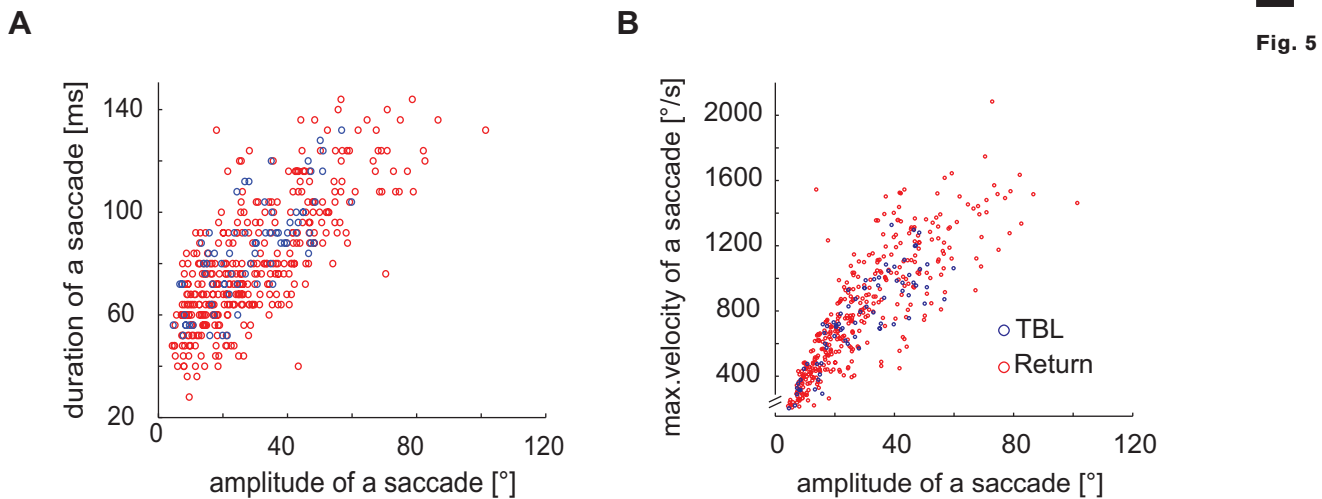 A
B
Fig. 5
duration of a saccade [ms]
140
100
60
20
0
40
80
120
amplitude of a saccade [°]
max.velocity of a saccade [°/s]
2000
1600
1200
800
400
TBL
Return
0
40
80
120
amplitude of a saccade [°]